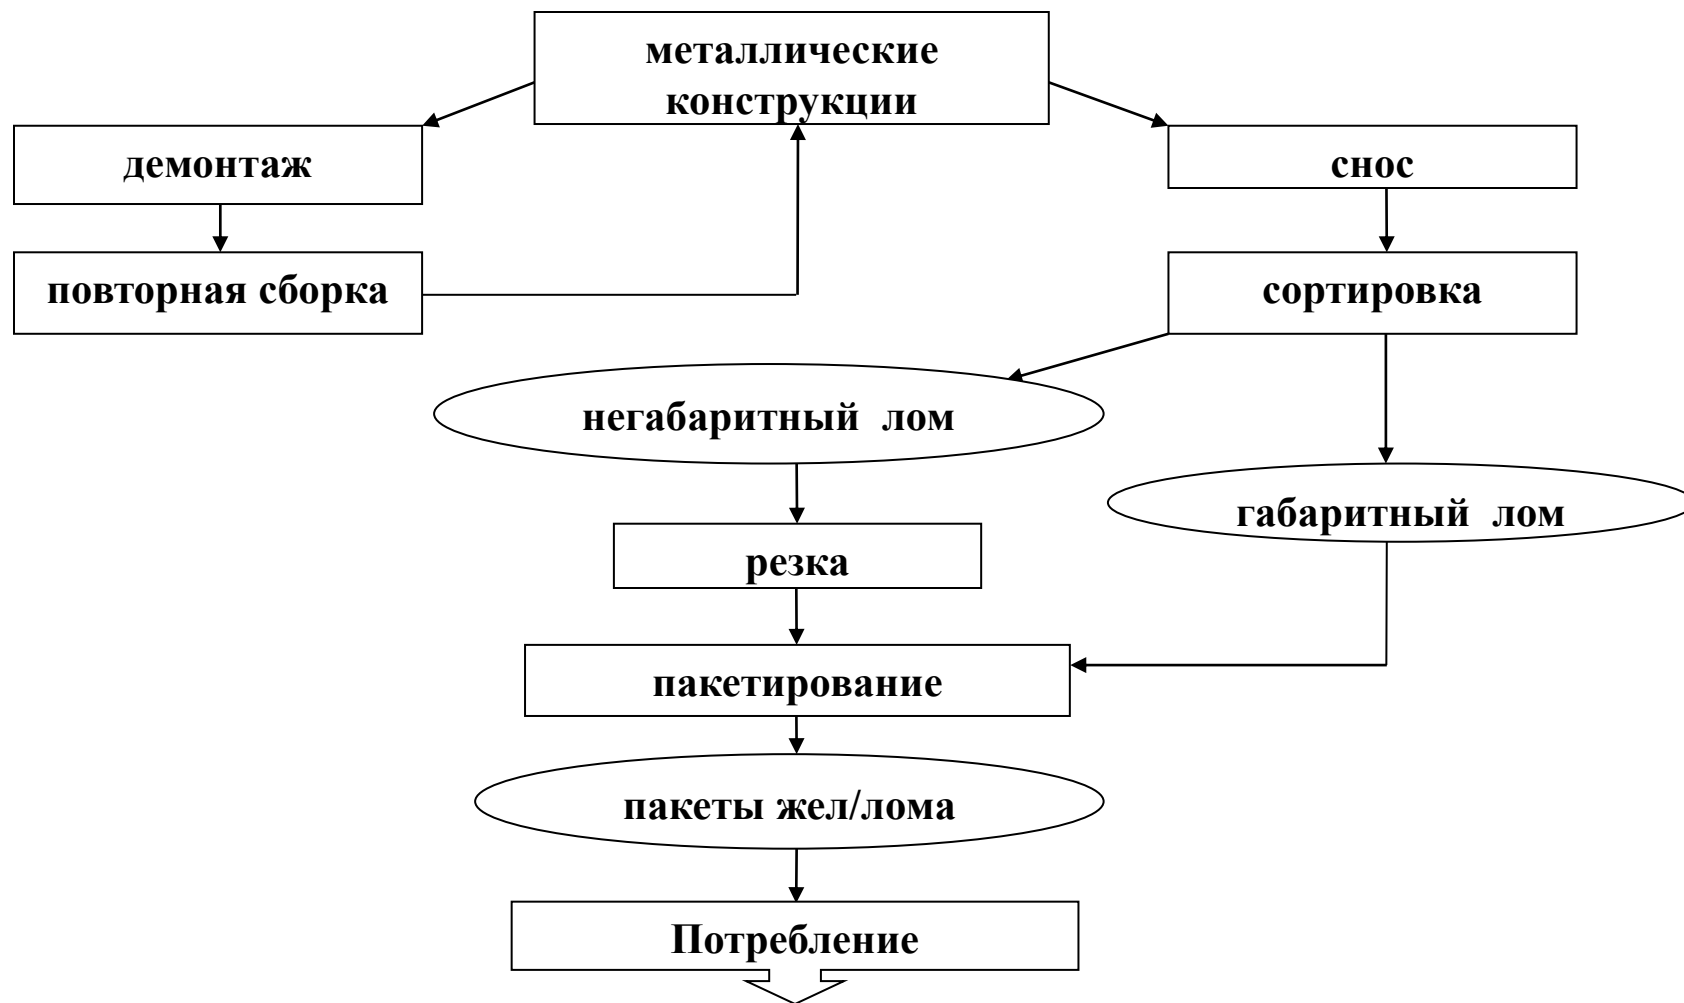 металлические
конструкции
демонтаж
снос
повторная сборка
сортировка
негабаритный лом
габаритный лом
резка
пакетирование
пакеты жел/лома
Потребление